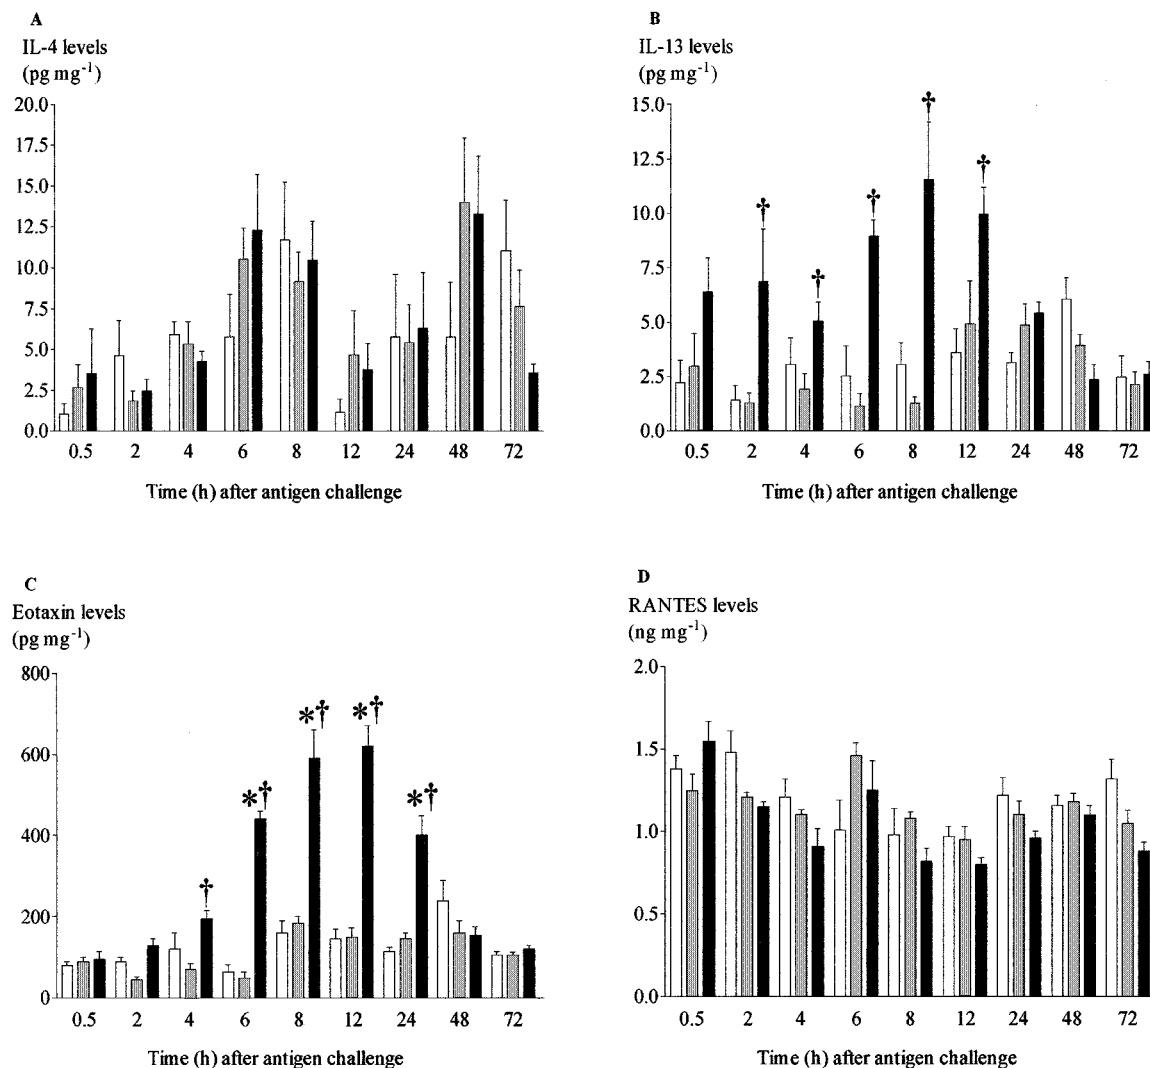 A
IL-4 levels
(pg mg⁻¹)
20.0
17.5
15.0
12.5
10.0
7.5
5.0
2.5
0.0
0.5 2 4 6 8 12 24 48 72
Time (h) after antigen challenge
B
IL-13 levels
(pg mg⁻¹)
15.0
12.5
10.0
7.5
5.0
2.5
0.0
† † † † †
0.5 2 4 6 8 12 24 48 72
Time (h) after antigen challenge
C
Eotaxin levels
(pg mg⁻¹)
800
600
400
200
0
† *† *† *† *†
0.5 2 4 6 8 12 24 48 72
Time (h) after antigen challenge
D
RANTES levels
(ng mg⁻¹)
2.0
1.5
1.0
0.5
0.0
0.5 2 4 6 8 12 24 48 72
Time (h) after antigen challenge